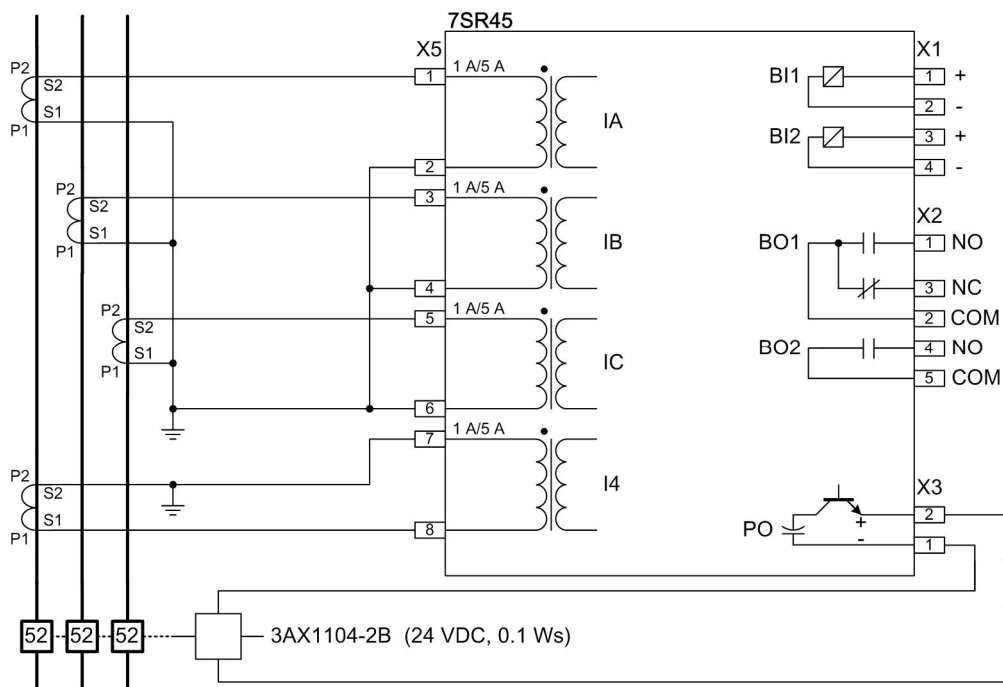 7SR45
X5
X1
P2
S2
S1
P1
1
1 A/5 A
IA
2
BI1
1 +
2 -
BI2
3 +
4 -
P2
S2
S1
P1
3
1 A/5 A
IB
4
X2
BO1
1 NO
3 NC
2 COM
BO2
4 NO
5 COM
P2
S2
S1
P1
5
1 A/5 A
IC
6
7
1 A/5 A
I4
8
P2
S2
S1
P1
X3
PO
+
-
2
1
52 52 52
3AX1104-2B (24 VDC, 0.1 Ws)